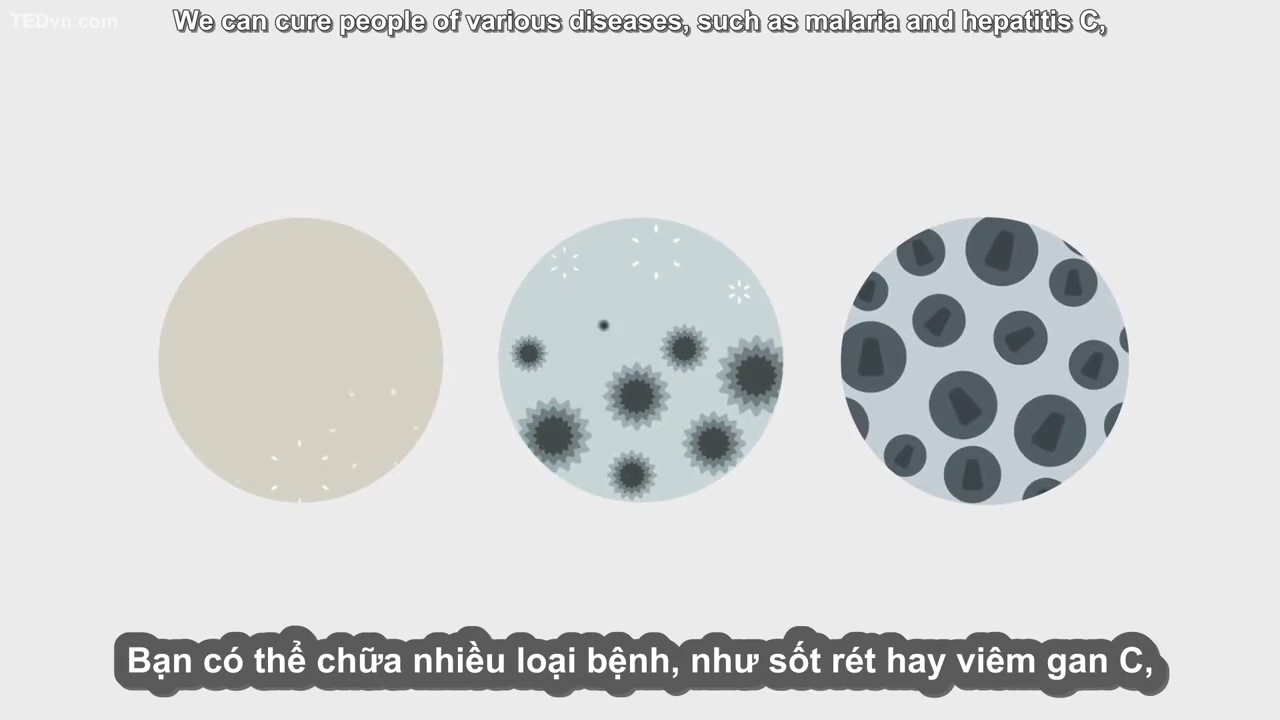 TEDvn.com
We can cure people of various diseases, such as malaria and hepatitis C,
Bạn có thể chữa nhiều loại bệnh, như sốt rét hay viêm gan C,